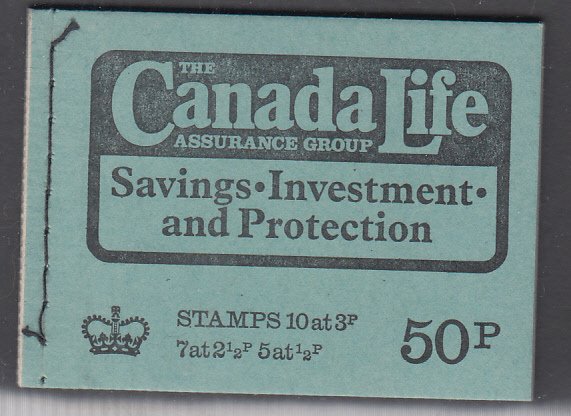 THE
Canada Life
ASSURANCE GROUP
Savings•Investment•
and Protection
STAMPS 10 at 3P
7 at 2½P 5 at ½P
50P